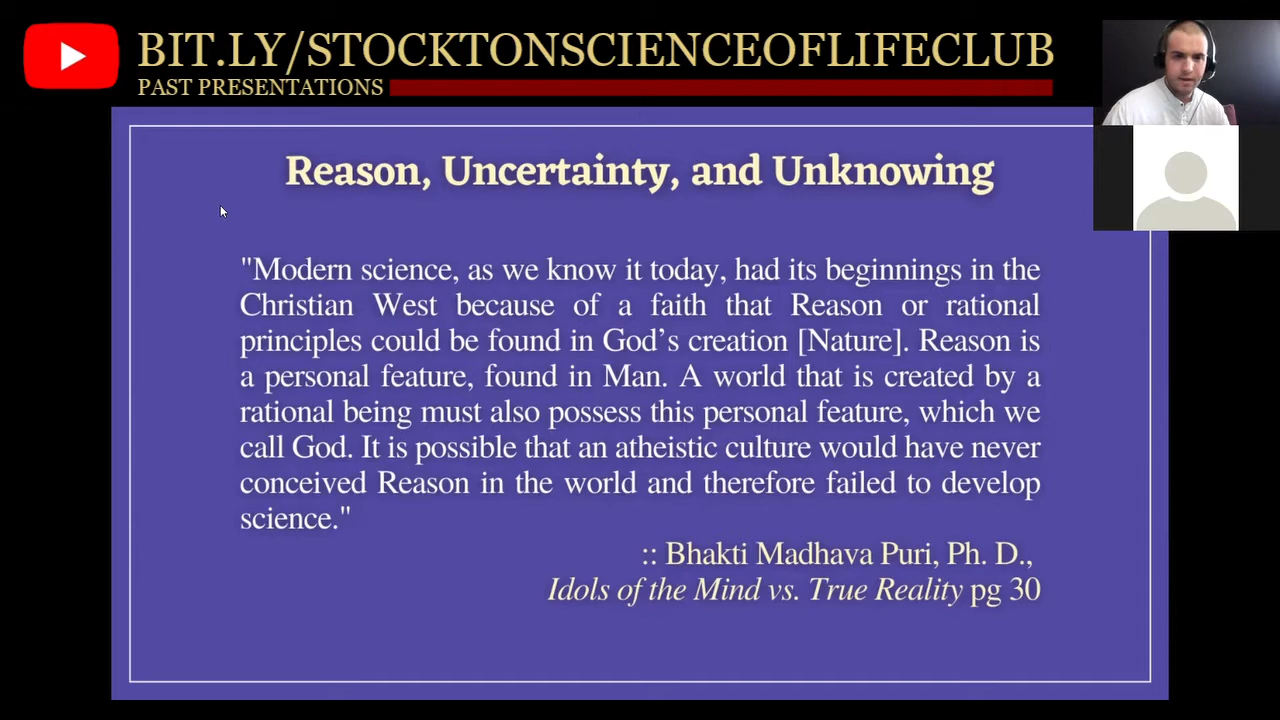 BIT.LY/STOCKTONSCIENCEOFLIFECLUB
PAST PRESENTATIONS
Reason, Uncertainty, and Unknowing
"Modern science, as we know it today, had its beginnings in the
Christian West because of a faith that Reason or rational
principles could be found in God’s creation [Nature]. Reason is
a personal feature, found in Man. A world that is created by a
rational being must also possess this personal feature, which we
call God. It is possible that an atheistic culture would have never
conceived Reason in the world and therefore failed to develop
science."
:: Bhakti Madhava Puri, Ph. D.,
Idols of the Mind vs. True Reality pg 30